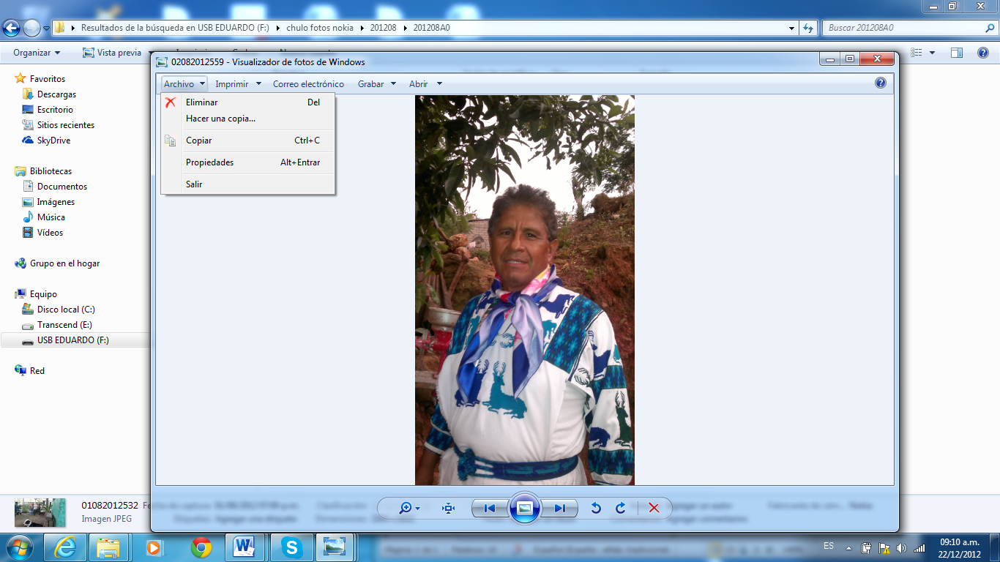 Resultados de la búsqueda en USB EDUARDO (F:) chulo fotos nokia 201208 201208A0
Buscar 201208A0
Organizar Vista previa
02082012559 - Visualizador de fotos de Windows
Archivo Imprimir Correo electrónico Grabar Abrir
Eliminar Del
Hacer una copia...
Copiar Ctrl+C
Propiedades Alt+Entrar
Salir
Favoritos
Descargas
Escritorio
Sitios recientes
SkyDrive
Bibliotecas
Documentos
Imágenes
Música
Vídeos
Grupo en el hogar
Equipo
Disco local (C:)
Transcend (E:)
USB EDUARDO (F:)
Red
01082012532
Imagen JPEG
ES
09:10 a.m.
22/12/2012